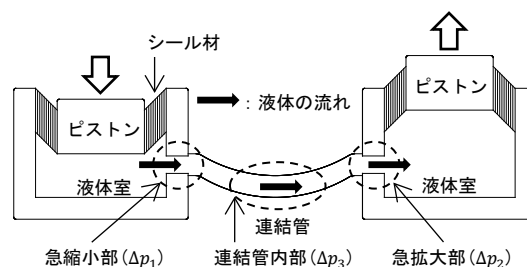 シール材
ピストン
: 液体の流れ
ピストン
液体室
液体室
連結管
急縮小部(Δp₁)
連結管内部(Δp₃)
急拡大部(Δp₂)